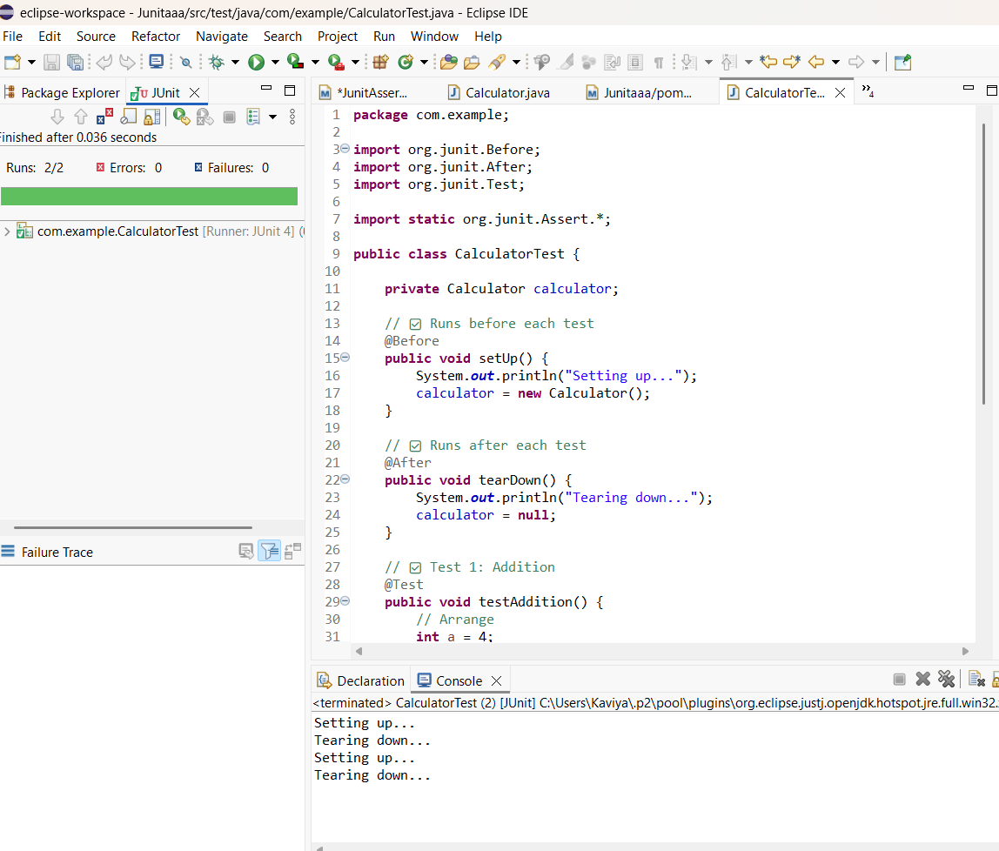 eclipse-workspace - Junitaaa/src/test/java/com/example/CalculatorTest.java - Eclipse IDE
File Edit Source Refactor Navigate Search Project Run Window Help
Package Explorer JUnit
Finished after 0.036 seconds
Runs: 2/2 Errors: 0 Failures: 0
com.example.CalculatorTest [Runner: JUnit 4] (
Failure Trace
*JunitAsser... Calculator.java Junitaaa/pom... CalculatorTe... »4
1 package com.example;
2
3 import org.junit.Before;
4 import org.junit.After;
5 import org.junit.Test;
6
7 import static org.junit.Assert.*;
8
9 public class CalculatorTest {
10
11 private Calculator calculator;
12
13 // ☑ Runs before each test
14 @Before
15 public void setUp() {
16 System.out.println("Setting up...");
17 calculator = new Calculator();
18 }
19
20 // ☑ Runs after each test
21 @After
22 public void tearDown() {
23 System.out.println("Tearing down...");
24 calculator = null;
25 }
26
27 // ☑ Test 1: Addition
28 @Test
29 public void testAddition() {
30 // Arrange
31 int a = 4;
Declaration Console
<terminated> CalculatorTest (2) [JUnit] C:\Users\Kaviya\.p2\pool\plugins\org.eclipse.justj.openjdk.hotspot.jre.full.win32.
Setting up...
Tearing down...
Setting up...
Tearing down...